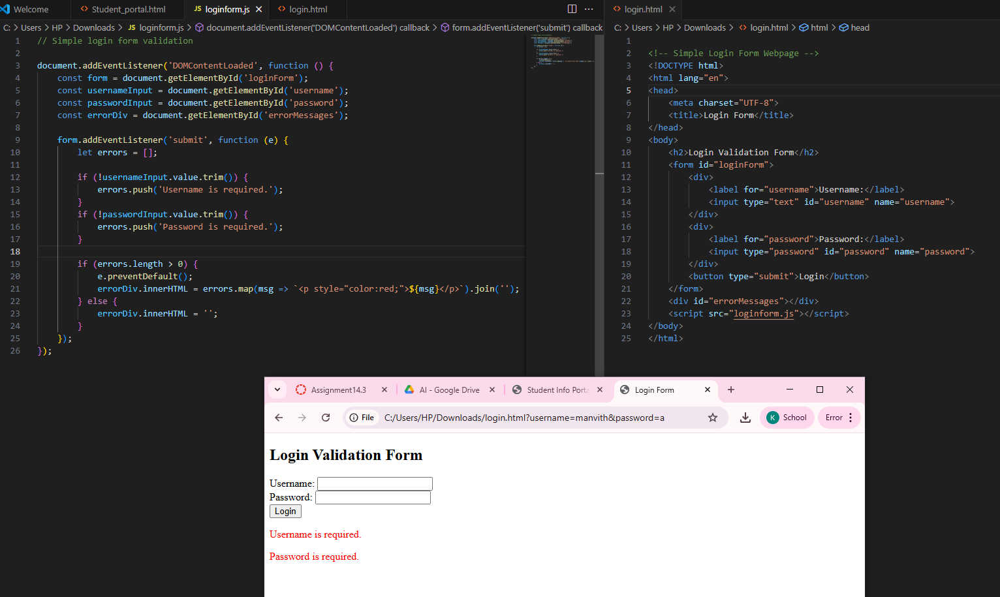 Welcome
Student_portal.html
JS loginform.js
login.html
C: > Users > HP > Downloads > JS loginform.js > document.addEventListener('DOMContentLoaded') callback > form.addEventListener('submit') callback
1 // Simple login form validation
2
3 document.addEventListener('DOMContentLoaded', function () {
4 const form = document.getElementById('loginForm');
5 const usernameInput = document.getElementById('username');
6 const passwordInput = document.getElementById('password');
7 const errorDiv = document.getElementById('errorMessages');
8
9 form.addEventListener('submit', function (e) {
10 let errors = [];
11
12 if (!usernameInput.value.trim()) {
13 errors.push('Username is required.');
14 }
15 if (!passwordInput.value.trim()) {
16 errors.push('Password is required.');
17 }
18
19 if (errors.length > 0) {
20 e.preventDefault();
21 errorDiv.innerHTML = errors.map(msg => `<p style="color:red;">${msg}</p>`).join('');
22 } else {
23 errorDiv.innerHTML = '';
24 }
25 });
26 });
login.html
C: > Users > HP > Downloads > login.html > html > head
1
2 <!-- Simple Login Form Webpage -->
3 <!DOCTYPE html>
4 <html lang="en">
5 <head>
6 <meta charset="UTF-8">
7 <title>Login Form</title>
8 </head>
9 <body>
10 <h2>Login Validation Form</h2>
11 <form id="loginForm">
12 <div>
13 <label for="username">Username:</label>
14 <input type="text" id="username" name="username">
15 </div>
16 <div>
17 <label for="password">Password:</label>
18 <input type="password" id="password" name="password">
19 </div>
20 <button type="submit">Login</button>
21 </form>
22 <div id="errorMessages"></div>
23 <script src="loginform.js"></script>
24 </body>
25 </html>
Assignment14.3
AI - Google Drive
Student Info Porta
Login Form
File C:/Users/HP/Downloads/login.html?username=manvith&password=a
K School
Error
Login Validation Form
Username:
Password:
Login
Username is required.
Password is required.